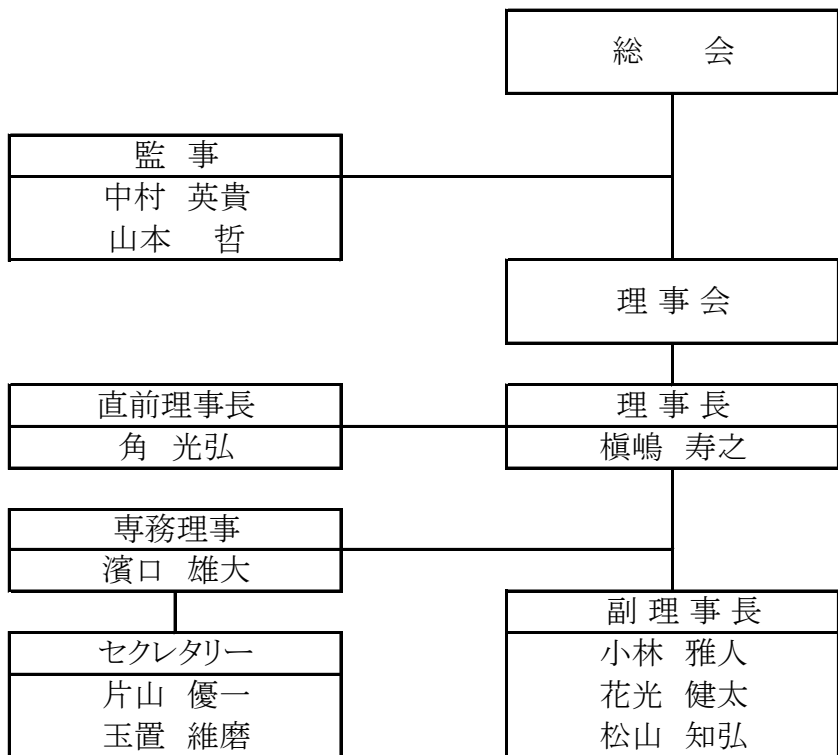 総　会
監 事
中村 英貴
山本 哲
理 事 会
直前理事長
角 光弘
理 事 長
槇嶋 寿之
専務理事
濱口 雄大
セクレタリー
片山 優一
玉置 維磨
副 理 事 長
小林 雅人
花光 健太
松山 知弘